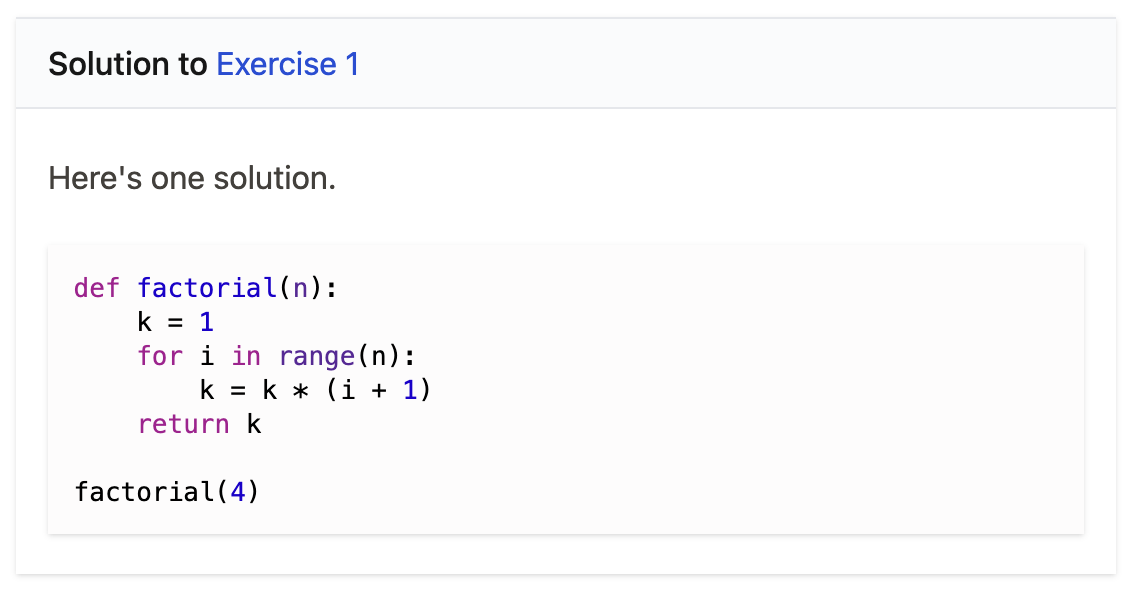 Solution to Exercise 1
Here's one solution.
def factorial(n):
    k = 1
    for i in range(n):
        k = k * (i + 1)
    return k

factorial(4)